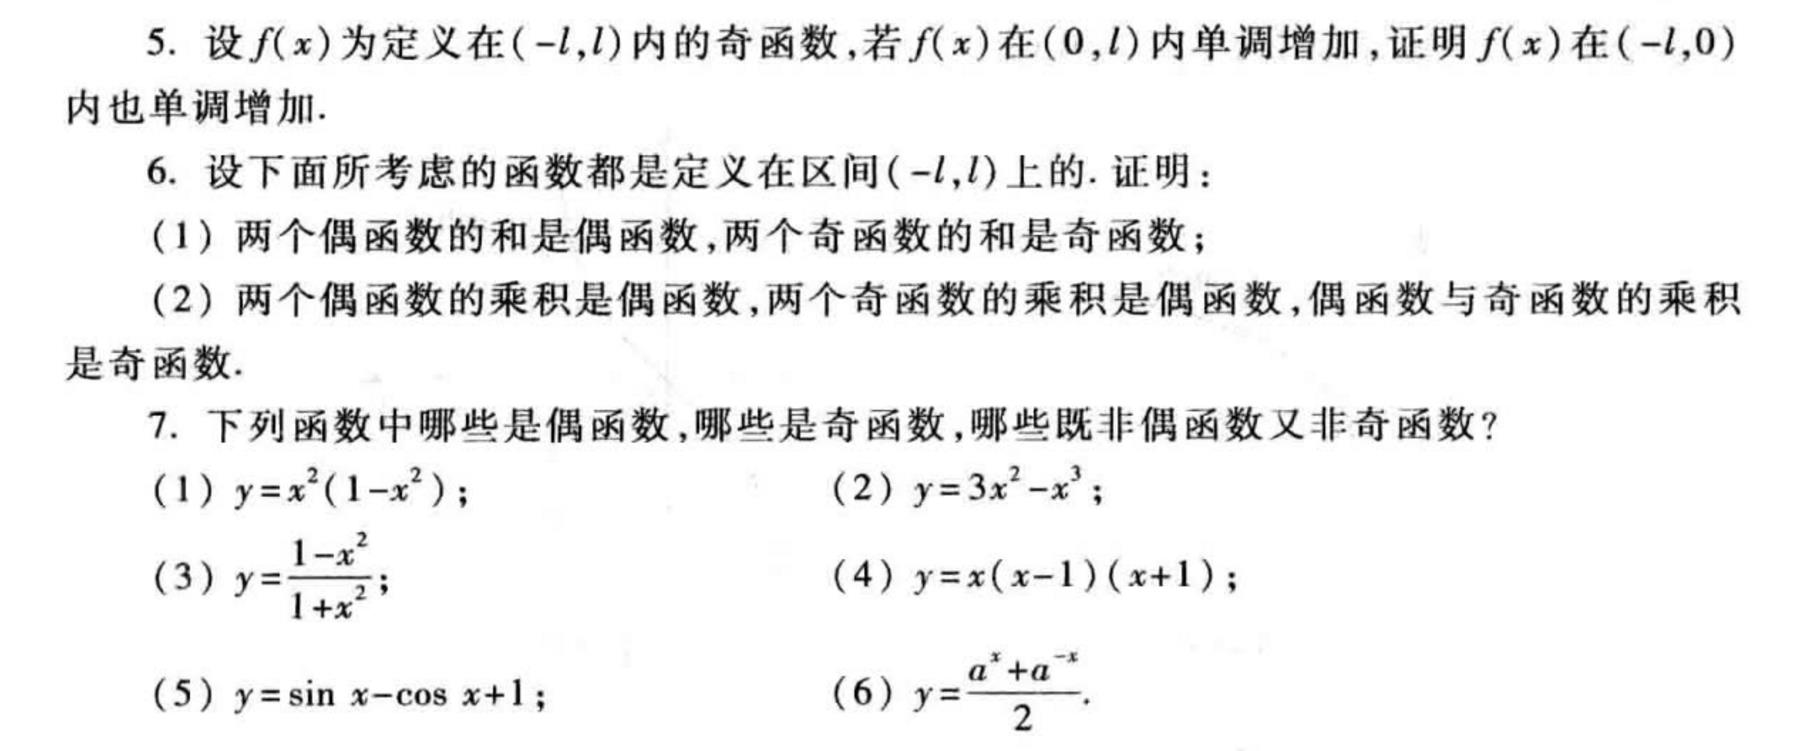 5. 设 f(x)为定义在(-l,l)内的奇函数,若 f(x)在(0,l)内单调增加,证明 f(x)在(-l,0)
内也单调增加.
6. 设下面所考虑的函数都是定义在区间(-l,l)上的. 证明:
(1) 两个偶函数的和是偶函数,两个奇函数的和是奇函数;
(2) 两个偶函数的乘积是偶函数,两个奇函数的乘积是偶函数,偶函数与奇函数的乘积
是奇函数.
7. 下列函数中哪些是偶函数,哪些是奇函数,哪些既非偶函数又非奇函数?
(1) y=x²(1-x²); (2) y=3x²-x³;
(3) y=\frac{1-x²}{1+x²}; (4) y=x(x-1)(x+1);
(5) y=sin x-cos x+1; (6) y=\frac{a^x+a^{-x}}{2}.